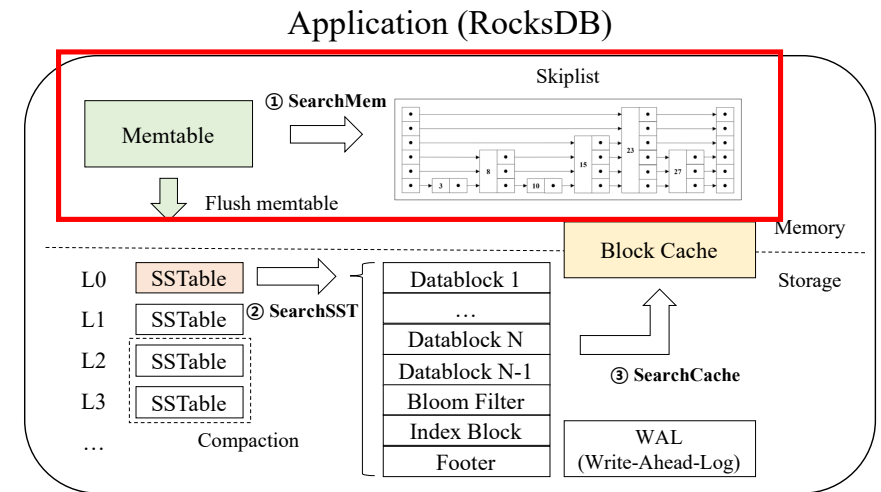 Application (RocksDB)
Skiplist
① SearchMem
Memtable
3
8
10
15
23
27
Flush memtable
Memory
Block Cache
Storage
L0
SSTable
② SearchSST
L1
SSTable
L2
SSTable
L3
SSTable
…
Compaction
Datablock 1
…
Datablock N
Datablock N-1
Bloom Filter
Index Block
Footer
③ SearchCache
WAL
(Write-Ahead-Log)